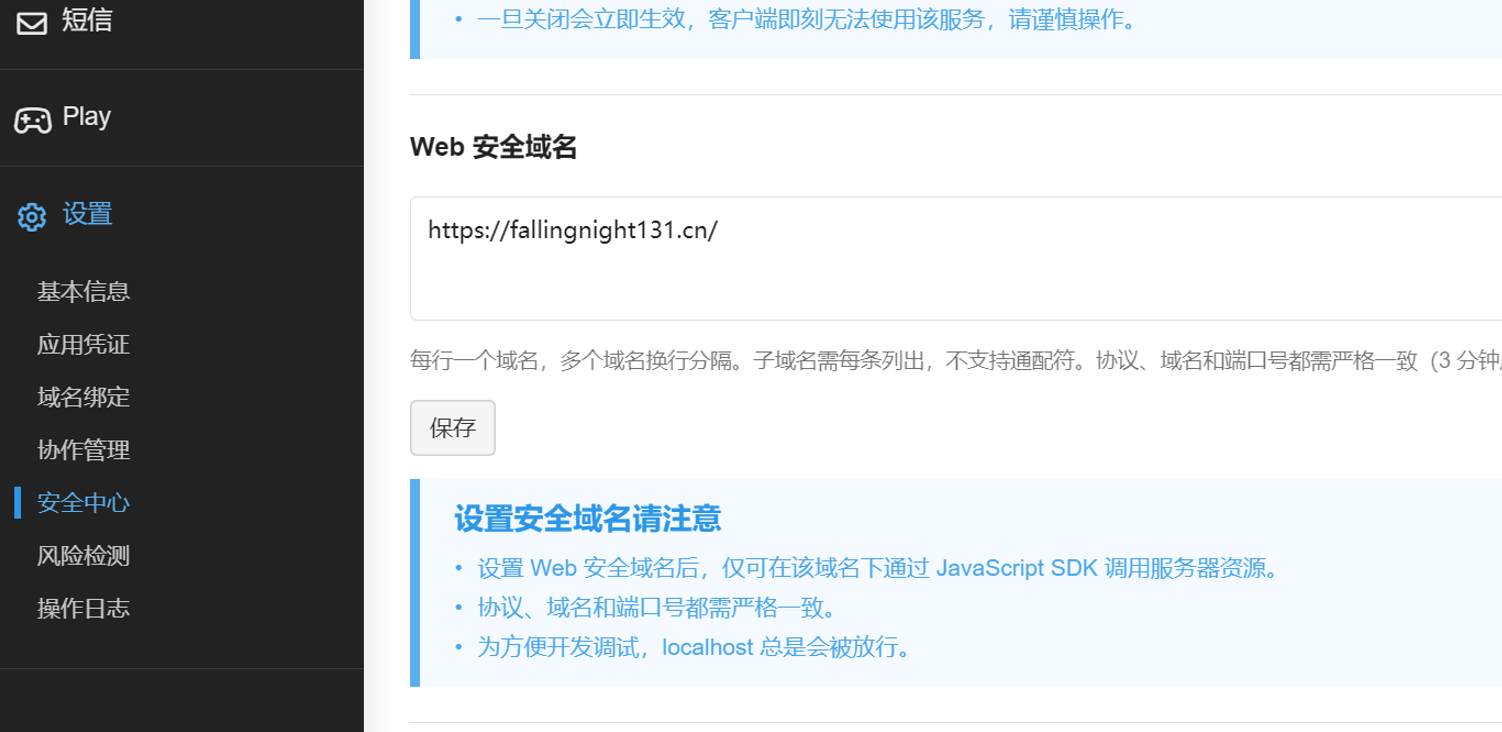 短信
Play
设置
基本信息
应用凭证
域名绑定
协作管理
安全中心
风险检测
操作日志
一旦关闭会立即生效，客户端即刻无法使用该服务，请谨慎操作。
Web 安全域名
https://fallingnight131.cn/
每行一个域名，多个域名换行分隔。子域名需每条列出，不支持通配符。协议、域名和端口号都需严格一致（3 分钟
保存
设置安全域名请注意
设置 Web 安全域名后，仅可在该域名下通过 JavaScript SDK 调用服务器资源。
协议、域名和端口号都需严格一致。
为方便开发调试，localhost 总是会被放行。